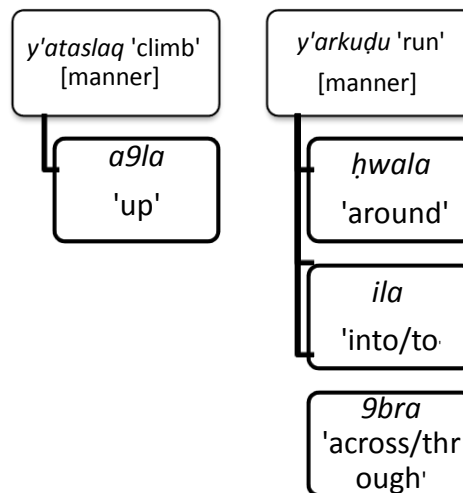 y'ataslaq 'climb'
[manner]
a9la
'up'
y'arkuḍu 'run'
[manner]
ḥwala
'around'
ila
'into/to
9bra
'across/thr
ough'